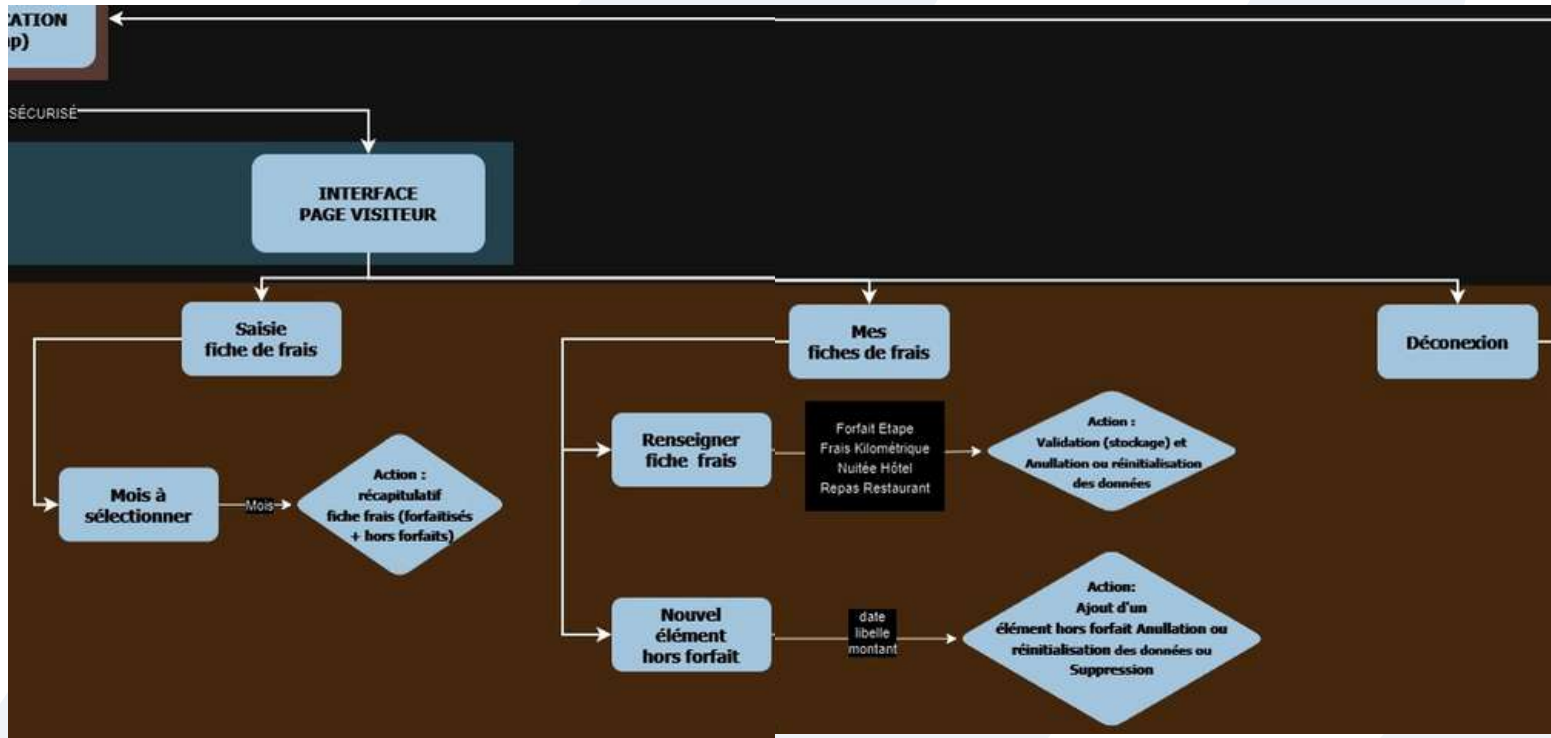 CATION
p)
SÉCURISÉ
INTERFACE
PAGE VISITEUR
Saisie
fiche de frais
Mes
fiches de frais
Déconexion
Mois à
sélectionner
Mois
Action :
récapitulatif
fiche frais (forfaitisés
+ hors forfaits)
Renseigner
fiche frais
Forfait Etape
Frais Kilométrique
Nuitée Hôtel
Repas Restaurant
Action :
Validation (stockage) et
Anullation ou réinitialisation
des données
Nouvel
élément
hors forfait
date
libelle
montant
Action:
Ajout d'un
élément hors forfait Anullation ou
réinitialisation des données ou
Suppression